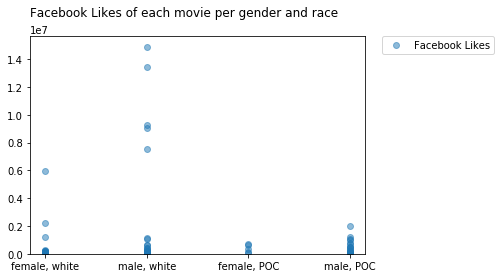 Facebook Likes of each movie per gender and race
1e7
Facebook Likes
1.4
1.2
1.0
0.8
0.6
0.4
0.2
0.0
female, white male, white female, POC male, POC